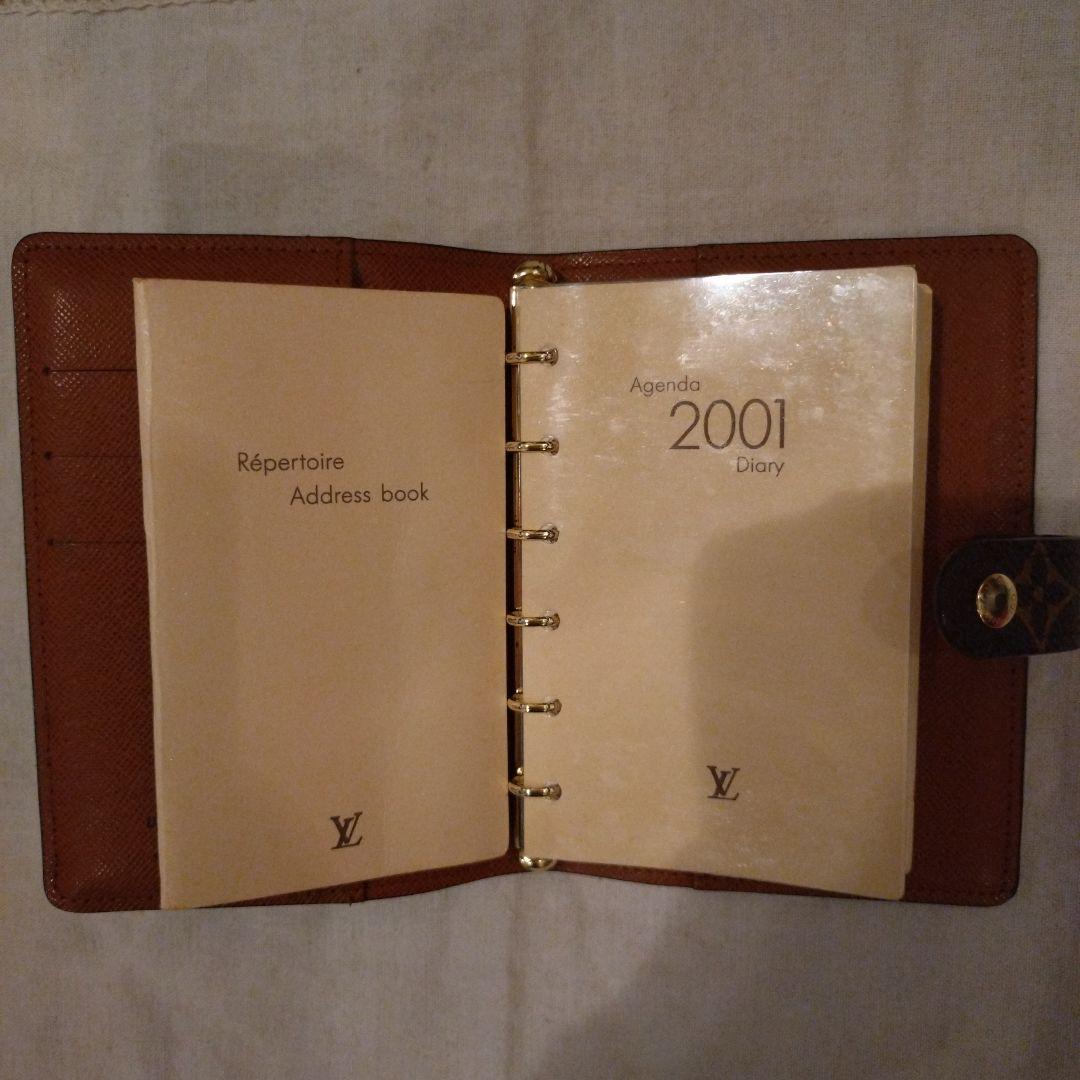 Répertoire
Address book
LV
Agenda
2001
Diary
LV